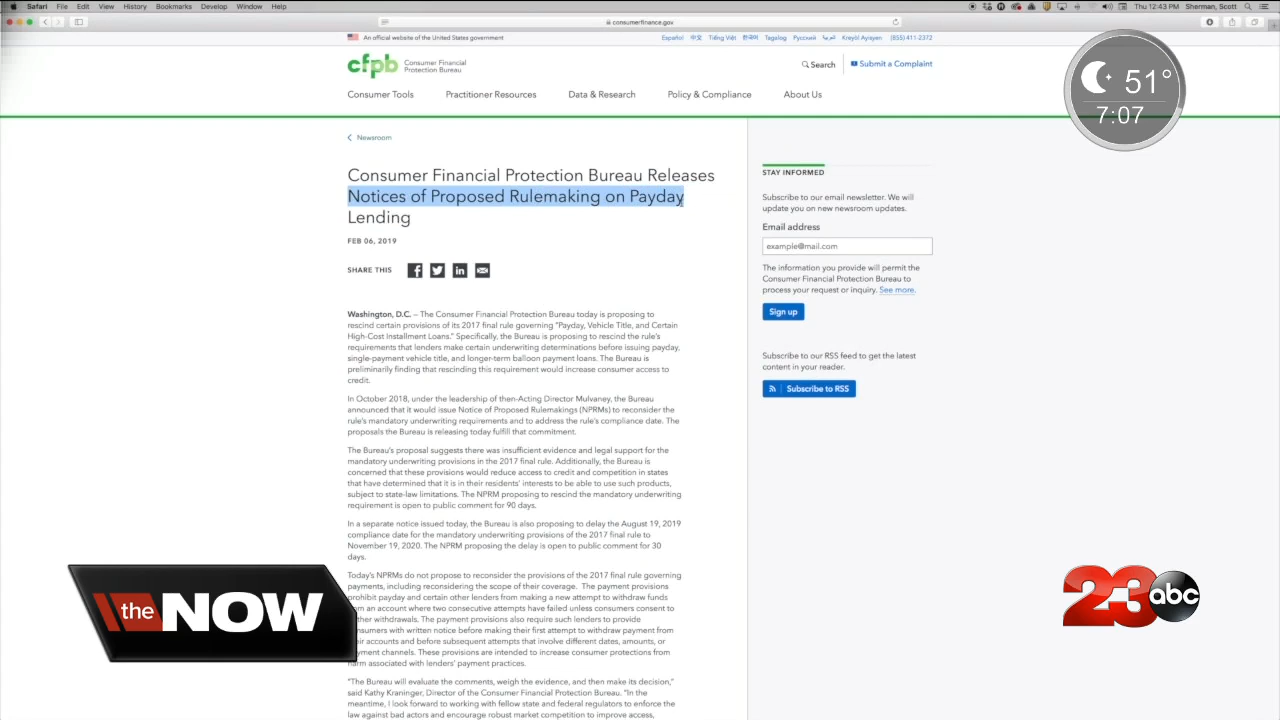 Safari File Edit View History Bookmarks Develop Window Help
Thu 12:43 PM Sherman, Scott
consumerfinance.gov
An official website of the United States government
Español 中文 Tiếng Việt 한국어 Tagalog Русский العربية Kreyòl Ayisyen (855) 411-2372
cfpb Consumer Financial
Protection Bureau
Search
Submit a Complaint
Consumer Tools Practitioner Resources Data & Research Policy & Compliance About Us
51°
7:07
Newsroom
Consumer Financial Protection Bureau Releases
Notices of Proposed Rulemaking on Payday
Lending
FEB 06, 2019
SHARE THIS
Washington, D.C. – The Consumer Financial Protection Bureau today is proposing to
rescind certain provisions of its 2017 final rule governing “Payday, Vehicle Title, and Certain
High-Cost Installment Loans.” Specifically, the Bureau is proposing to rescind the rule’s
requirements that lenders make certain underwriting determinations before issuing payday,
single-payment vehicle title, and longer-term balloon payment loans. The Bureau is
preliminarily finding that rescinding this requirement would increase consumer access to
credit.
In October 2018, under the leadership of then-Acting Director Mulvaney, the Bureau
announced that it would issue Notice of Proposed Rulemakings (NPRMs) to reconsider the
rule’s mandatory underwriting requirements and to address the rule’s compliance date. The
proposals the Bureau is releasing today fulfill that commitment.
The Bureau’s proposal suggests there was insufficient evidence and legal support for the
mandatory underwriting provisions in the 2017 final rule. Additionally, the Bureau is
concerned that these provisions would reduce access to credit and competition in states
that have determined that it is in their residents’ interests to be able to use such products,
subject to state-law limitations. The NPRM proposing to rescind the mandatory underwriting
requirement is open to public comment for 90 days.
In a separate notice issued today, the Bureau is also proposing to delay the August 19, 2019
compliance date for the mandatory underwriting provisions of the 2017 final rule to
November 19, 2020. The NPRM proposing the delay is open to public comment for 30
days.
Today’s NPRMs do not propose to reconsider the provisions of the 2017 final rule governing
payments, including reconsidering the scope of their coverage. The payment provisions
prohibit payday and certain other lenders from making a new attempt to withdraw funds
om an account where two consecutive attempts have failed unless consumers consent to
ther withdrawals. The payment provisions also require such lenders to provide
nsumers with written notice before making their first attempt to withdraw payment from
eir accounts and before subsequent attempts that involve different dates, amounts, or
yment channels. These provisions are intended to increase consumer protections from
harm associated with lenders’ payment practices.
“The Bureau will evaluate the comments, weigh the evidence, and then make its decision,”
said Kathy Kraninger, Director of the Consumer Financial Protection Bureau. “In the
meantime, I look forward to working with fellow state and federal regulators to enforce the
law against bad actors and encourage robust market competition to improve access,
STAY INFORMED
Subscribe to our email newsletter. We will
update you on new newsroom updates.
Email address
example@mail.com
The information you provide will permit the
Consumer Financial Protection Bureau to
process your request or inquiry. See more.
Sign up
Subscribe to our RSS feed to get the latest
content in your reader.
Subscribe to RSS
the NOW
23 abc